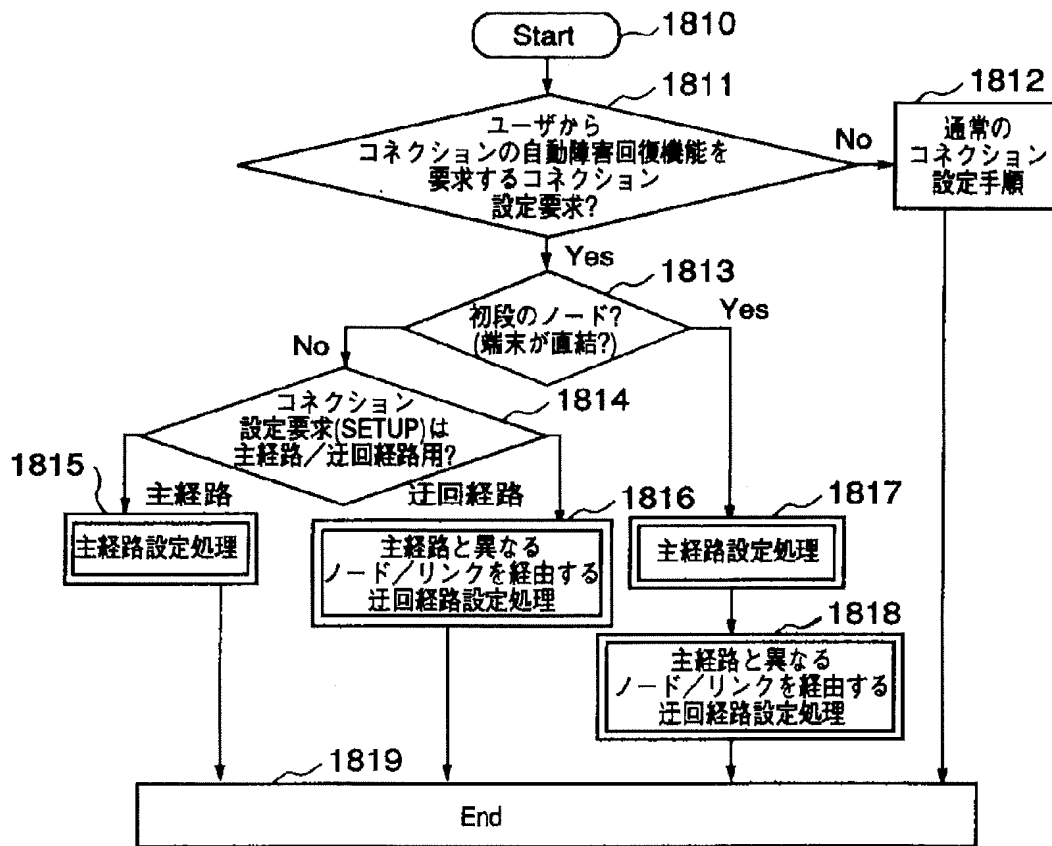 Start
1810
1811
ユーザから
コネクションの自動障害回復機能を
要求するコネクション
設定要求?
No
1812
通常の
コネクション
設定手順
Yes
1813
初段のノード?
(端末が直結?)
Yes
No
1814
コネクション
設定要求(SETUP)は
主経路/迂回経路用?
1815
主経路
迂回経路
主経路設定処理
1816
主経路と異なる
ノード/リンクを経由する
迂回経路設定処理
1817
主経路設定処理
1818
主経路と異なる
ノード/リンクを経由する
迂回経路設定処理
1819
End